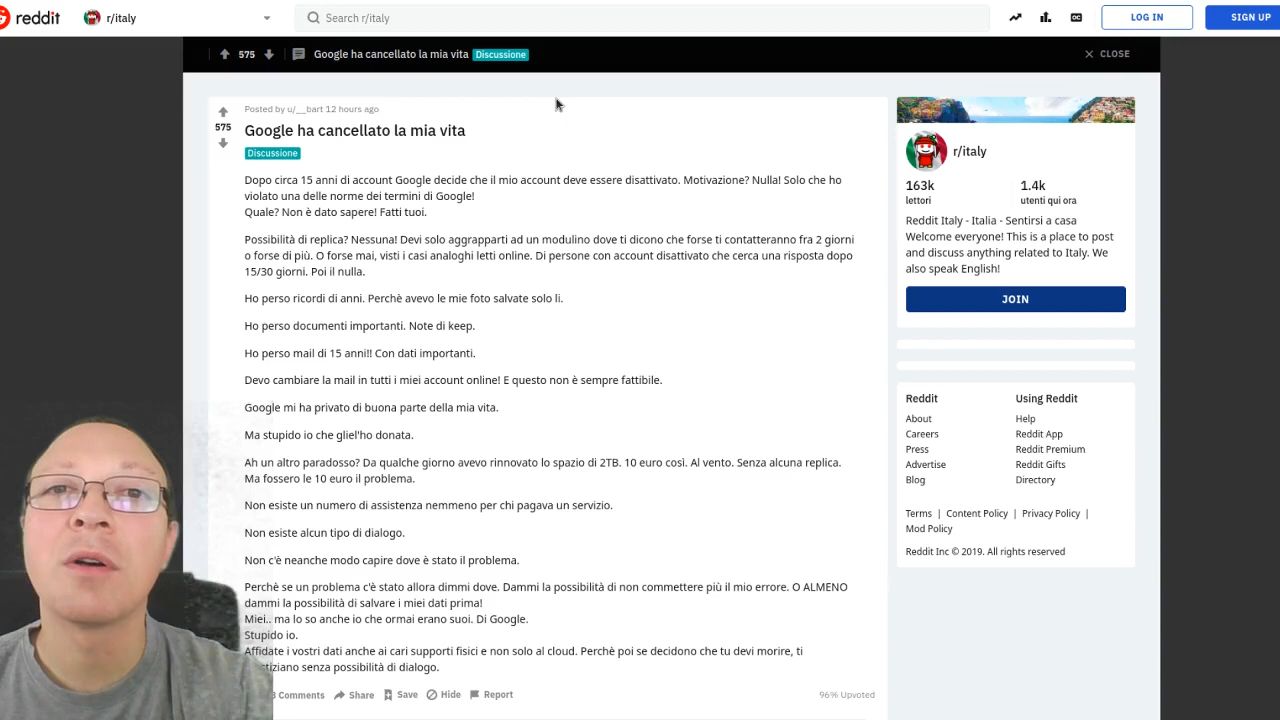 reddit
r/italy
Search r/italy
LOG IN
SIGN UP
575
Google ha cancellato la mia vita
Discussione
CLOSE
Posted by u/__bart 12 hours ago
575
Google ha cancellato la mia vita
Discussione
Dopo circa 15 anni di account Google decide che il mio account deve essere disattivato. Motivazione? Nulla! Solo che ho
violato una delle norme dei termini di Google!
Quale? Non è dato sapere! Fatti tuoi.
Possibilità di replica? Nessuna! Devi solo aggrapparti ad un modulino dove ti dicono che forse ti contatteranno fra 2 giorni
o forse di più. O forse mai, visti i casi analoghi letti online. Di persone con account disattivato che cerca una risposta dopo
15/30 giorni. Poi il nulla.
Ho perso ricordi di anni. Perchè avevo le mie foto salvate solo li.
Ho perso documenti importanti. Note di keep.
Ho perso mail di 15 anni!! Con dati importanti.
Devo cambiare la mail in tutti i miei account online! E questo non è sempre fattibile.
Google mi ha privato di buona parte della mia vita.
Ma stupido io che gliel'ho donata.
Ah un altro paradosso? Da qualche giorno avevo rinnovato lo spazio di 2TB. 10 euro così. Al vento. Senza alcuna replica.
Ma fossero le 10 euro il problema.
Non esiste un numero di assistenza nemmeno per chi pagava un servizio.
Non esiste alcun tipo di dialogo.
Non c'è neanche modo capire dove è stato il problema.
Perchè se un problema c'è stato allora dimmi dove. Dammi la possibilità di non commettere più il mio errore. O ALMENO
dammi la possibilità di salvare i miei dati prima!
Miei.. ma lo so anche io che ormai erano suoi. Di Google.
Stupido io.
Affidate i vostri dati anche ai cari supporti fisici e non solo al cloud. Perchè poi se decidono che tu devi morire, ti
senza possibilità di dialogo.
Comments
Share
Save
Hide
Report
96% Upvoted
r/italy
163k
1.4k
lettori
utenti qui ora
Reddit Italy - Italia - Sentirsi a casa
Welcome everyone! This is a place to post
and discuss anything related to Italy. We
also speak English!
JOIN
Reddit
Using Reddit
About
Help
Careers
Reddit App
Press
Reddit Premium
Advertise
Reddit Gifts
Blog
Directory
Terms | Content Policy | Privacy Policy |
Mod Policy
Reddit Inc © 2019. All rights reserved